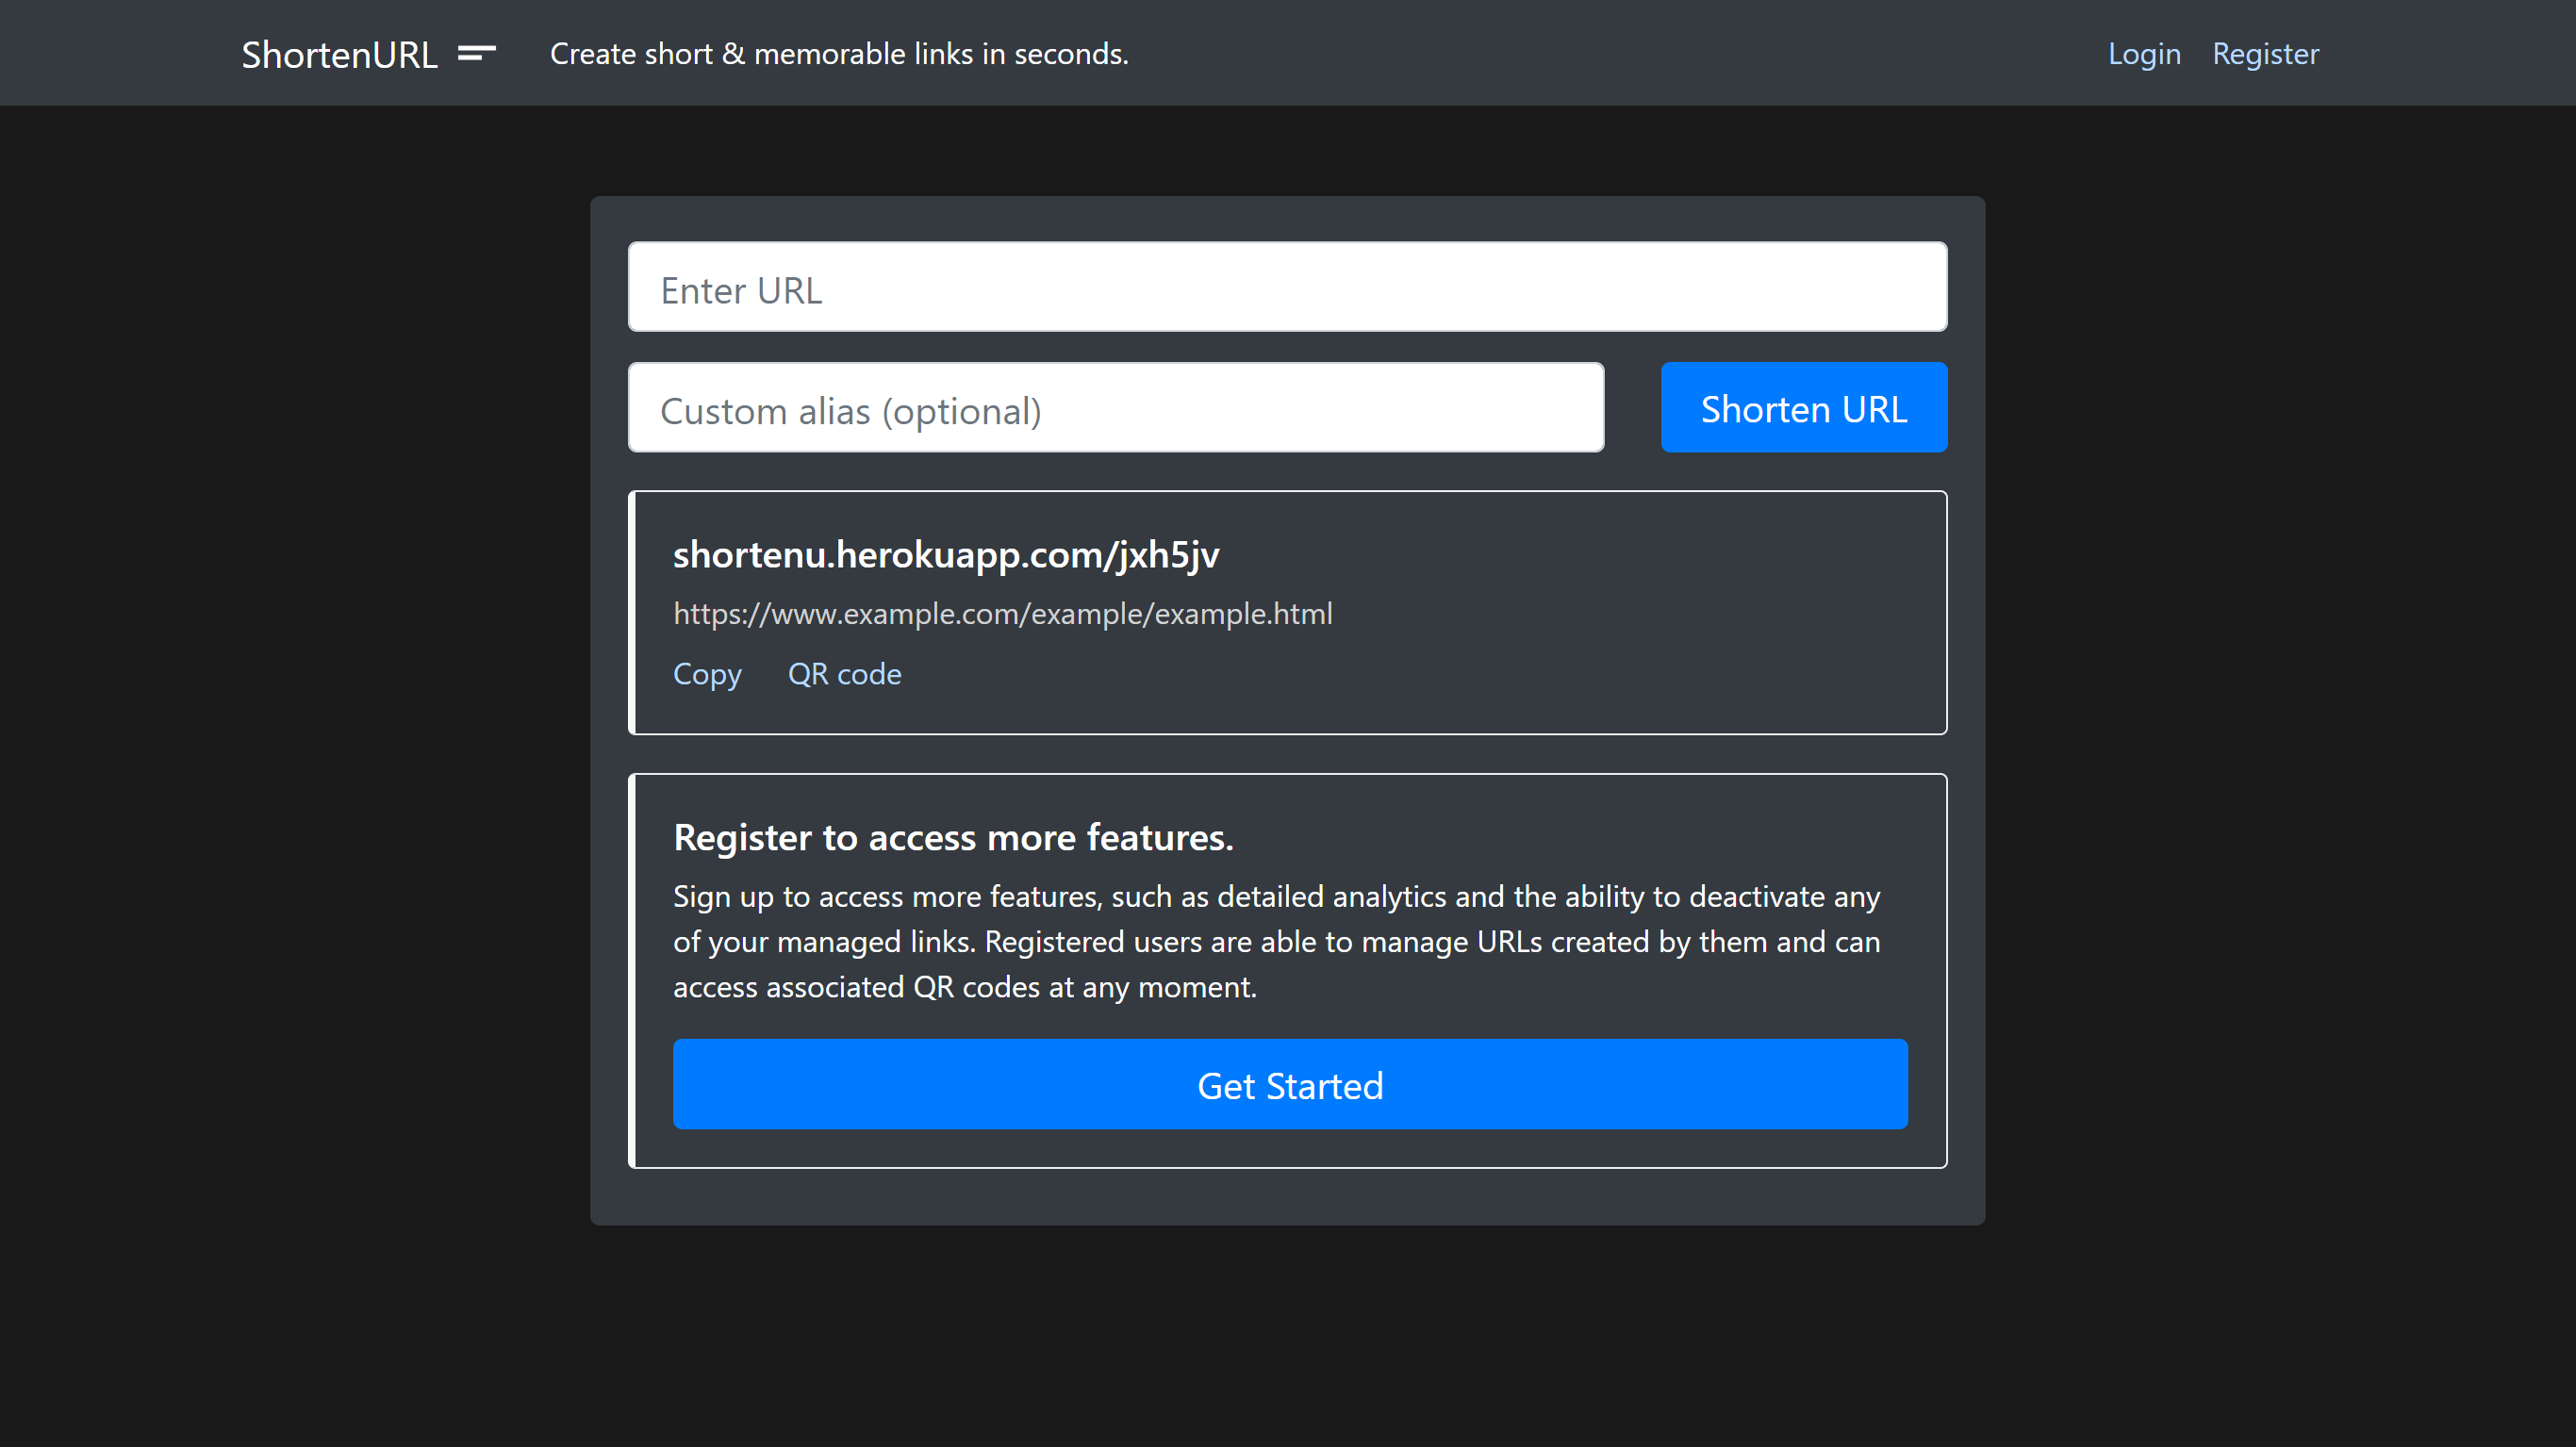 ShortenURL
Create short & memorable links in seconds.
Login
Register
Enter URL
Custom alias (optional)
Shorten URL
shortenu.herokuapp.com/jxh5jv
https://www.example.com/example/example.html
Copy
QR code
Register to access more features.
Sign up to access more features, such as detailed analytics and the ability to deactivate any
of your managed links. Registered users are able to manage URLs created by them and can
access associated QR codes at any moment.
Get Started